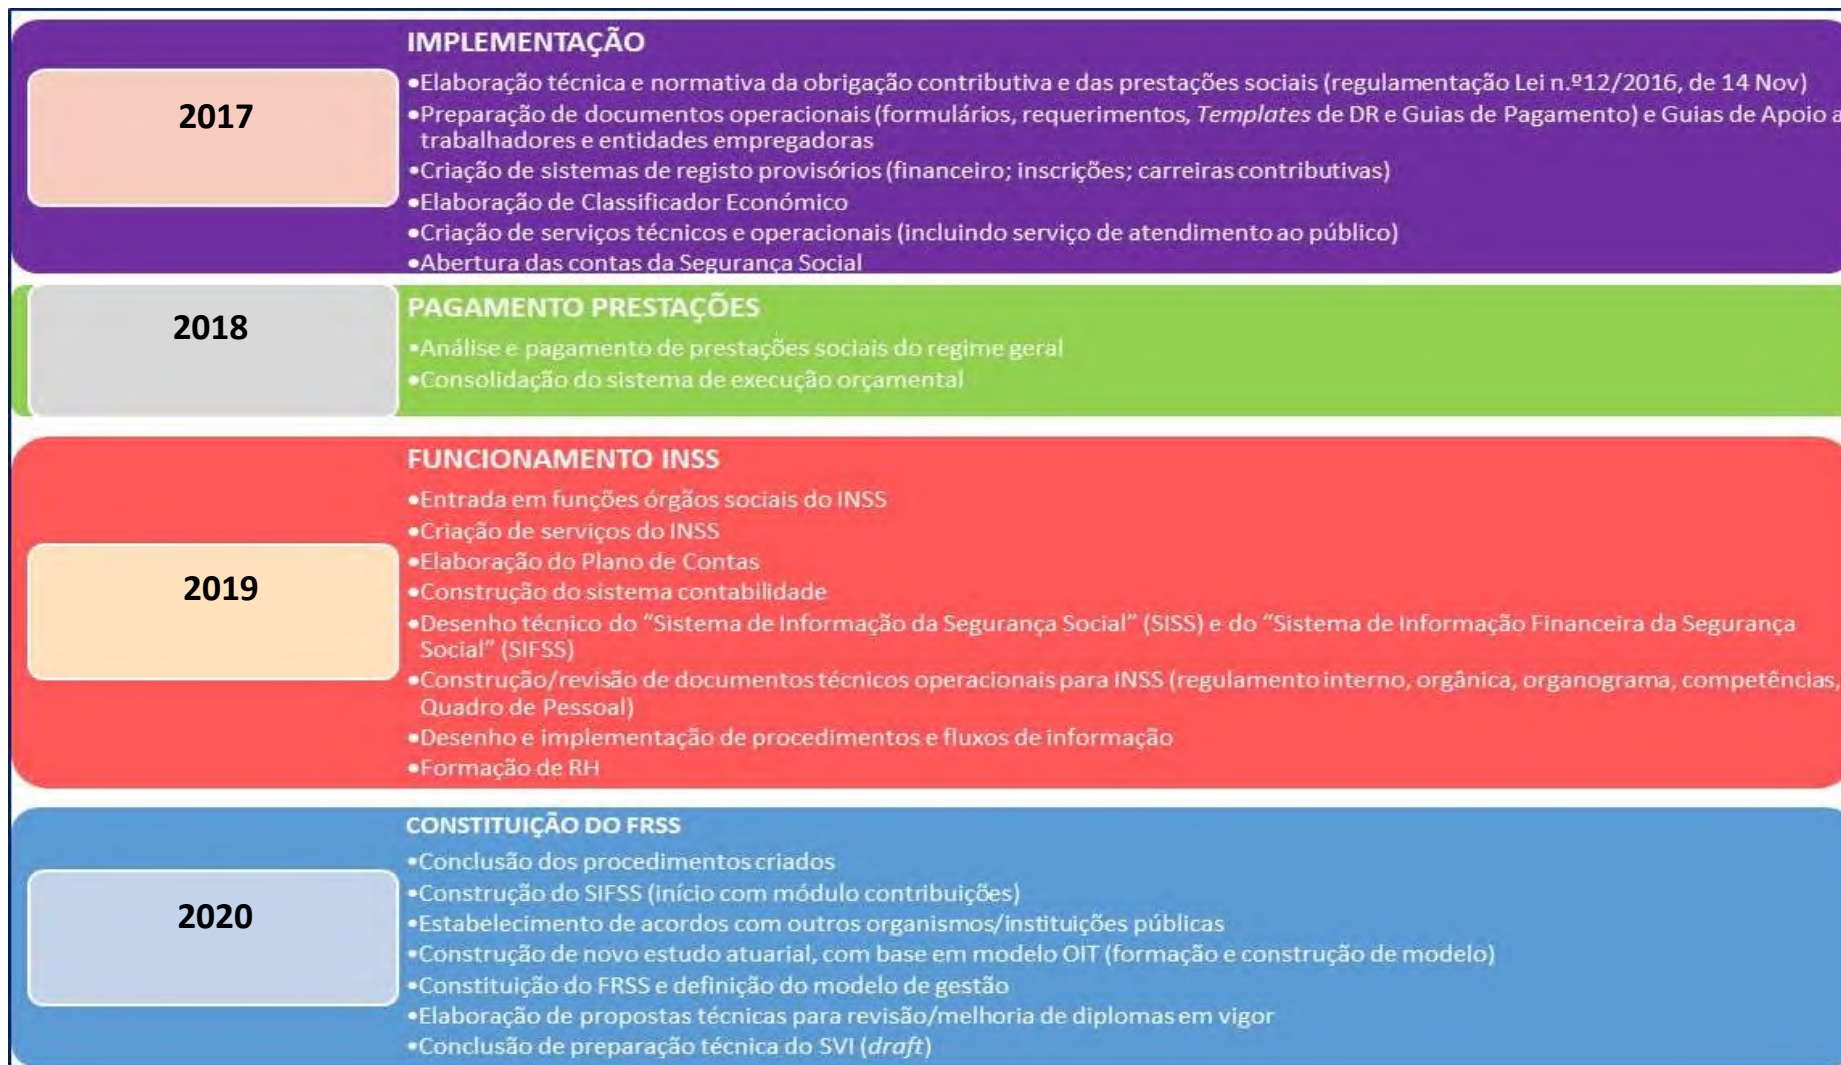 2017
IMPLEMENTAÇÃO
•Elaboração técnica e normativa da obrigação contributiva e das prestações sociais (regulamentação Lei n.º12/2016, de 14 Nov)
•Preparação de documentos operacionais (formulários, requerimentos, Templates de DR e Guias de Pagamento) e Guias de Apoio a
trabalhadores e entidades empregadoras
•Criação de sistemas de registo provisórios (financeiro; inscrições; carreiras contributivas)
•Elaboração de Classificador Económico
•Criação de serviços técnicos e operacionais (incluindo serviço de atendimento ao público)
•Abertura das contas da Segurança Social
2018
PAGAMENTO PRESTAÇÕES
•Análise e pagamento de prestações sociais do regime geral
•Consolidação do sistema de execução orçamental
2019
FUNCIONAMENTO INSS
•Entrada em funções órgãos sociais do INSS
•Criação de serviços do INSS
•Elaboração do Plano de Contas
•Construção do sistema contabilidade
•Desenho técnico do “Sistema de Informação da Segurança Social” (SISS) e do “Sistema de Informação Financeira da Segurança
Social” (SIFSS)
•Construção/revisão de documentos técnicos operacionais para INSS (regulamento interno, orgânica, organograma, competências,
Quadro de Pessoal)
•Desenho e implementação de procedimentos e fluxos de informação
•Formação de RH
2020
CONSTITUIÇÃO DO FRSS
•Conclusão dos procedimentos criados
•Construção do SIFSS (início com módulo contribuições)
•Estabelecimento de acordos com outros organismos/instituições públicas
•Construção de novo estudo atuarial, com base em modelo OIT (formação e construção de modelo)
•Constituição do FRSS e definição do modelo de gestão
•Elaboração de propostas técnicas para revisão/melhoria de diplomas em vigor
•Conclusão de preparação técnica do SVI (draft)